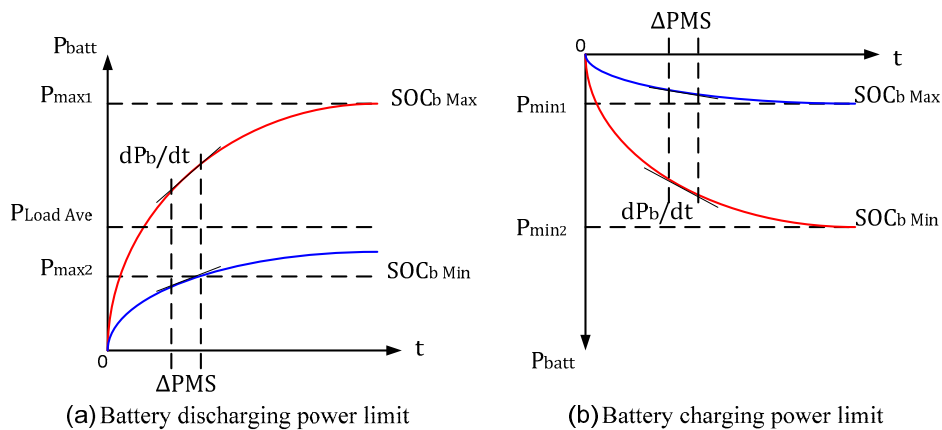 Pbatt
Pmax1
SOCb Max
dPb/dt
PLoad Ave
Pmax2
SOCb Min
0
t
ΔPMS
(a) Battery discharging power limit
ΔPMS
0
t
Pmin1
SOCb Max
dPb/dt
Pmin2
SOCb Min
Pbatt
(b) Battery charging power limit